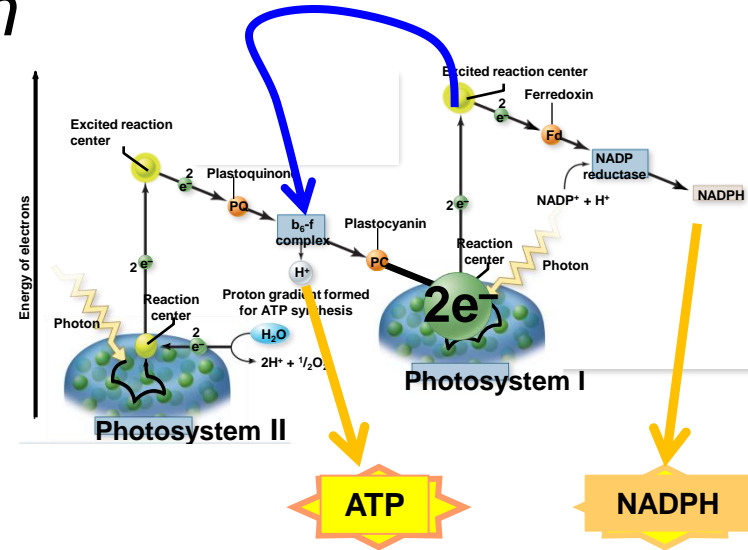 n
Excited reaction center
Ferredoxin
2
e–
Fd
NADP
reductase
NADPH
NADP+ + H+
Excited reaction
center
2
e–
Plastoquinone
PQ
b6-f
complex
Plastocyanin
PC
2 e–
Reaction
center
Photon
H+
Proton gradient formed
for ATP synthesis
2e–
Energy of electrons
2 e–
Photon
Reaction
center
2
e–
H2O
2H+ + 1/2O2
Photosystem I
Photosystem II
ATP
NADPH